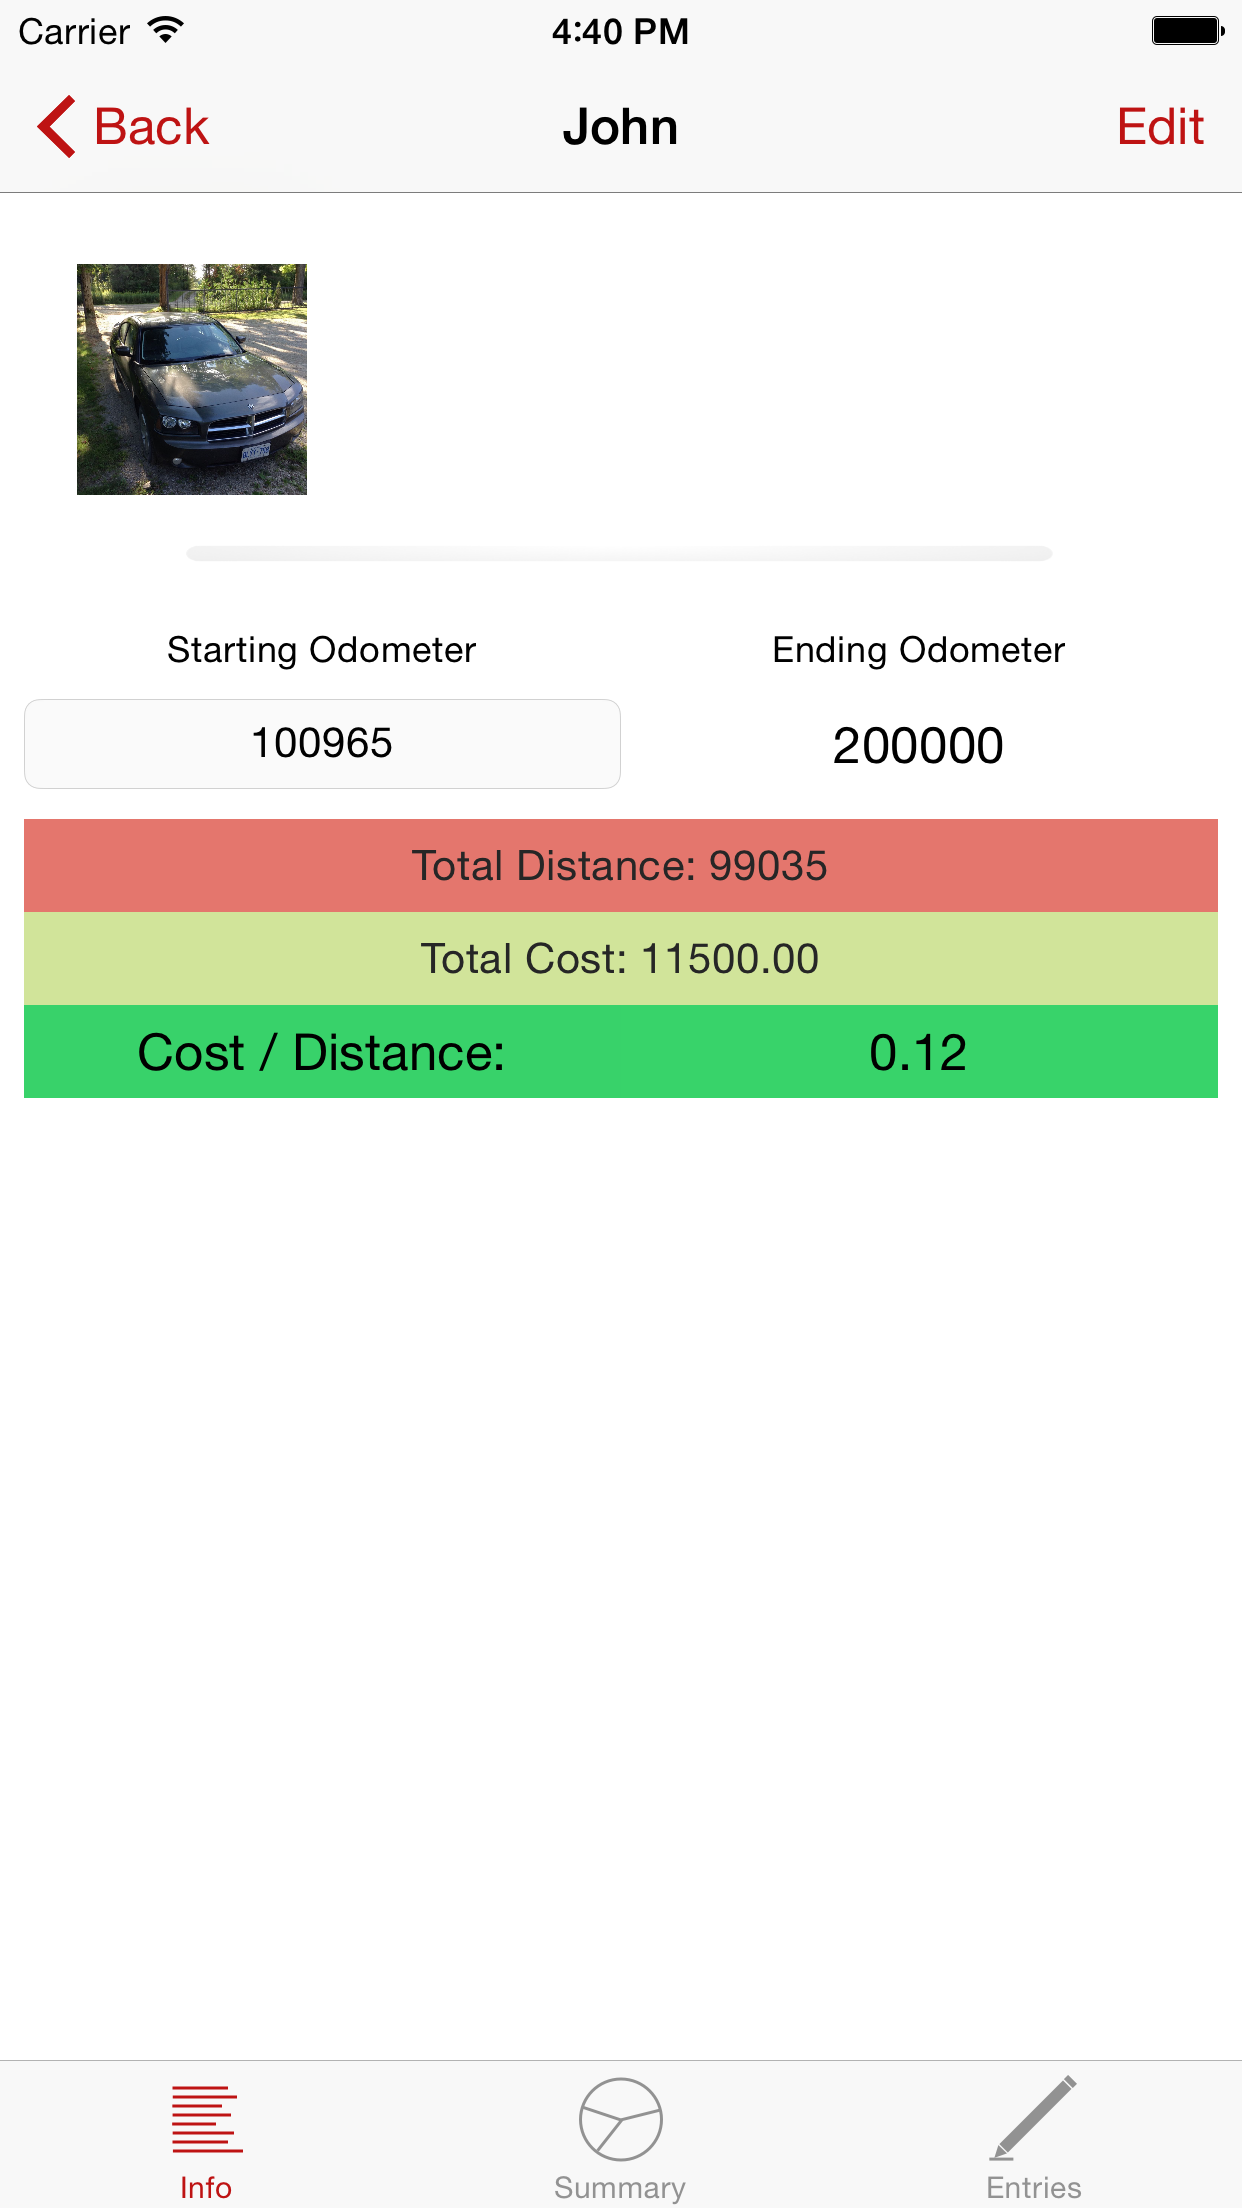 Carrier 4:40 PM
Back John Edit
Starting Odometer Ending Odometer
100965 200000
Total Distance: 99035
Total Cost: 11500.00
Cost / Distance: 0.12
Info Summary Entries